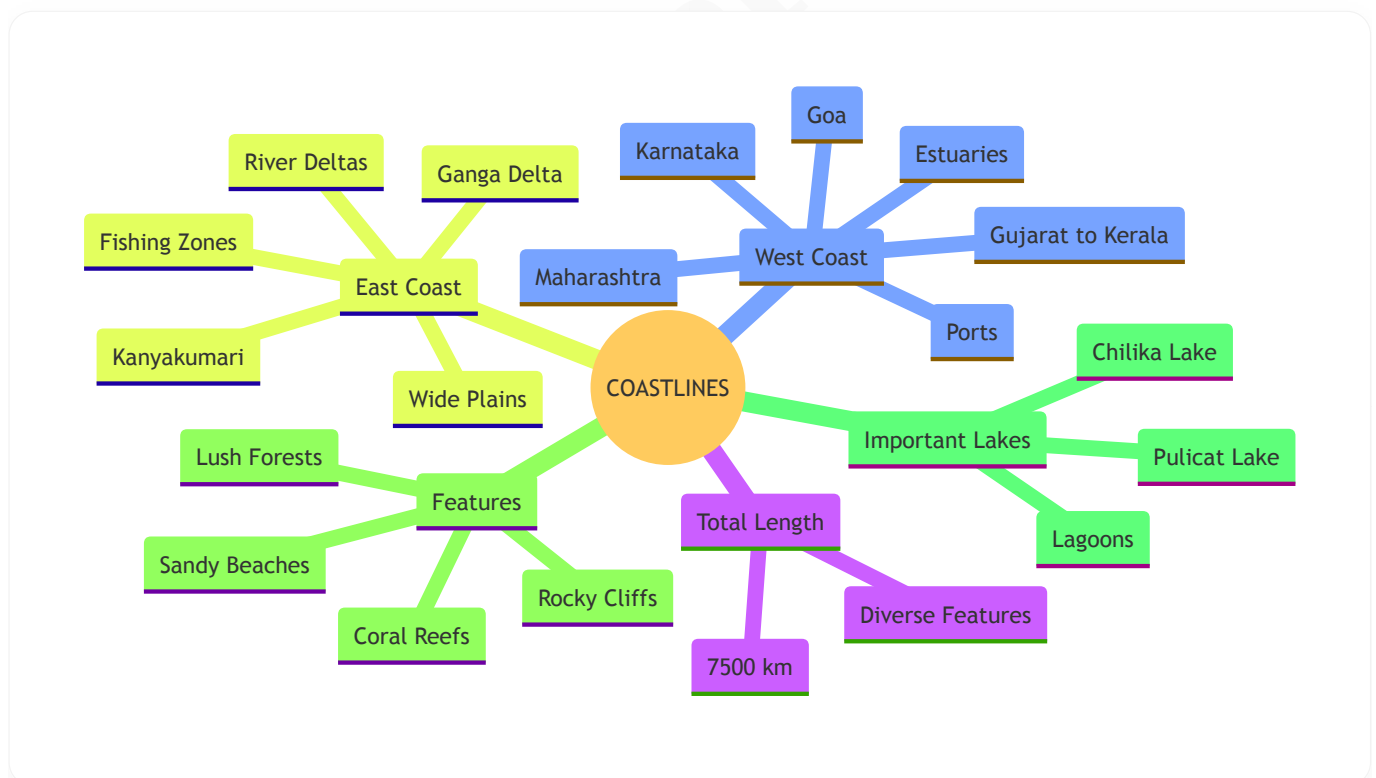 COASTLINES
East Coast
River Deltas
Ganga Delta
Fishing Zones
Kanyakumari
Wide Plains
West Coast
Karnataka
Goa
Estuaries
Gujarat to Kerala
Maharashtra
Ports
Important Lakes
Chilika Lake
Pulicat Lake
Lagoons
Features
Lush Forests
Sandy Beaches
Coral Reefs
Rocky Cliffs
Total Length
7500 km
Diverse Features